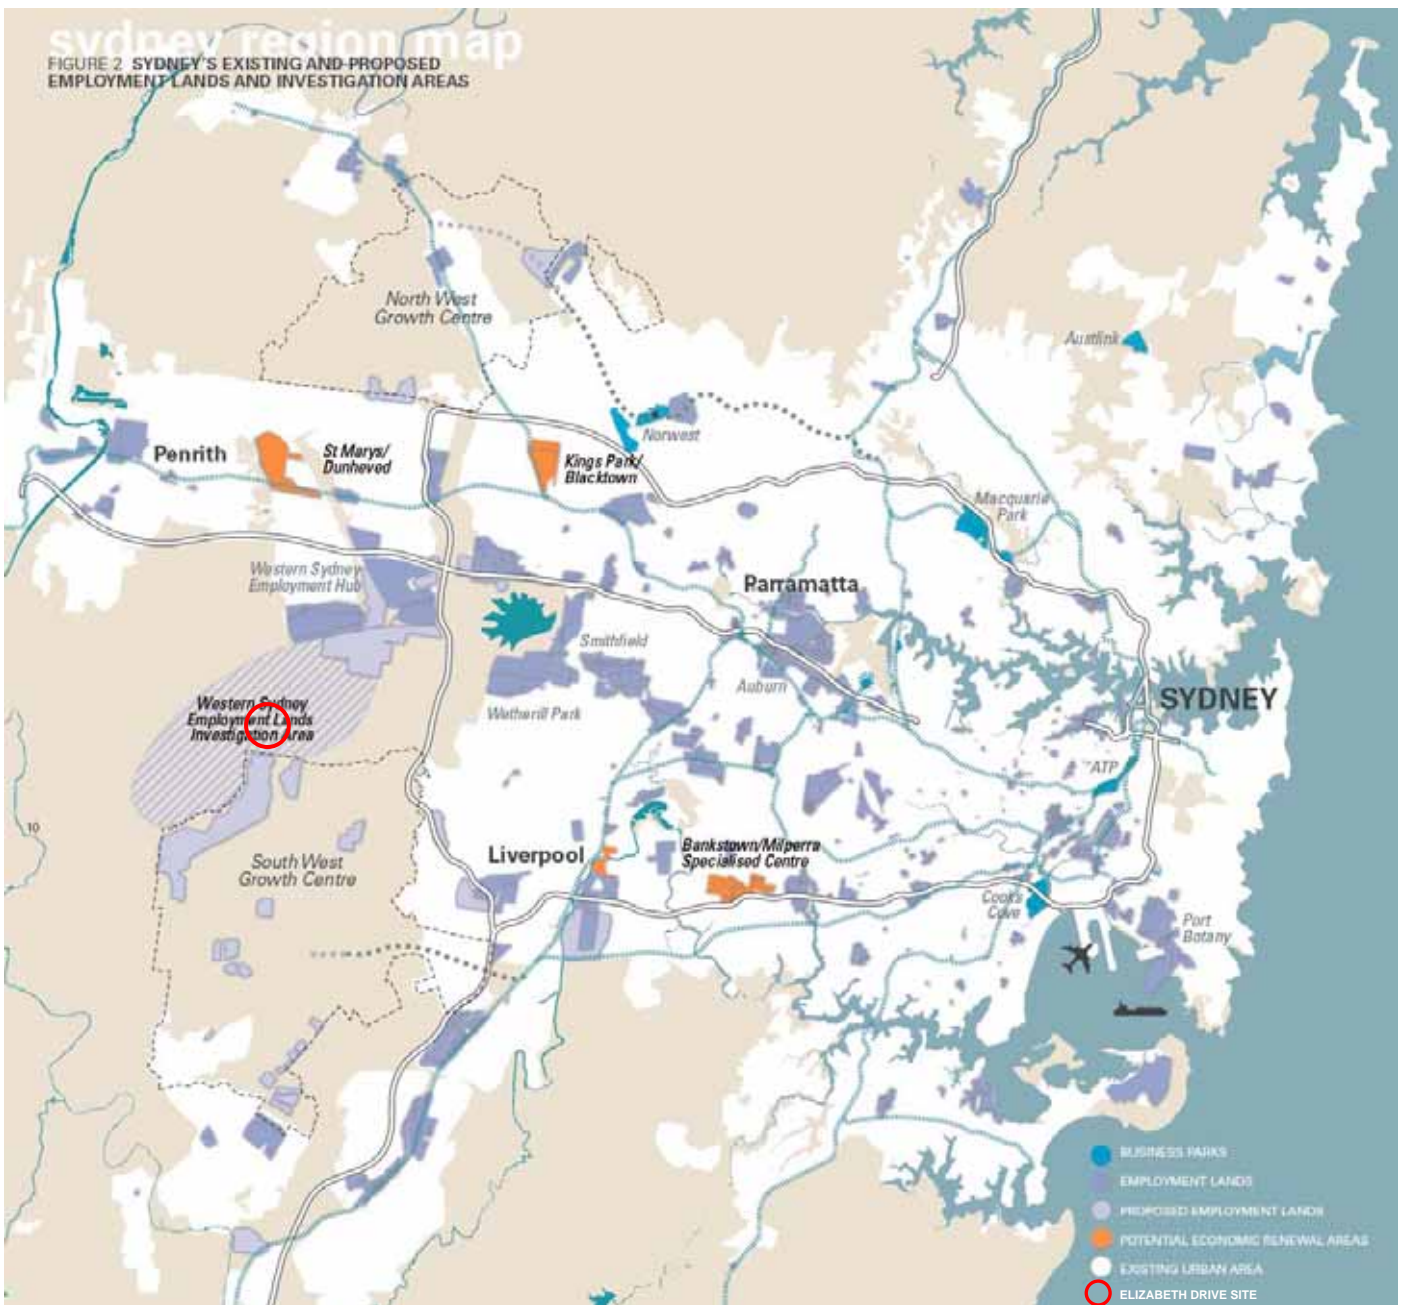 sydney region map
FIGURE 2 SYDNEY'S EXISTING AND PROPOSED
EMPLOYMENT LANDS AND INVESTIGATION AREAS
North West
Growth Centre
Austlink
Norwest
Penrith
St Marys/
Dunheved
Kings Park/
Blacktown
Macquarie
Park
Western Sydney
Employment Hub
Parramatta
Smithfield
Auburn
Wetherill Park
SYDNEY
Western Sydney
Employment Lands
Investigation Area
ATP
10
South West
Growth Centre
Liverpool
Bankstown/Milperra
Specialised Centre
Cooks
Cove
Port
Botany
BUSINESS PARKS
EMPLOYMENT LANDS
PROPOSED EMPLOYMENT LANDS
POTENTIAL ECONOMIC RENEWAL AREAS
EXISTING URBAN AREA
ELIZABETH DRIVE SITE